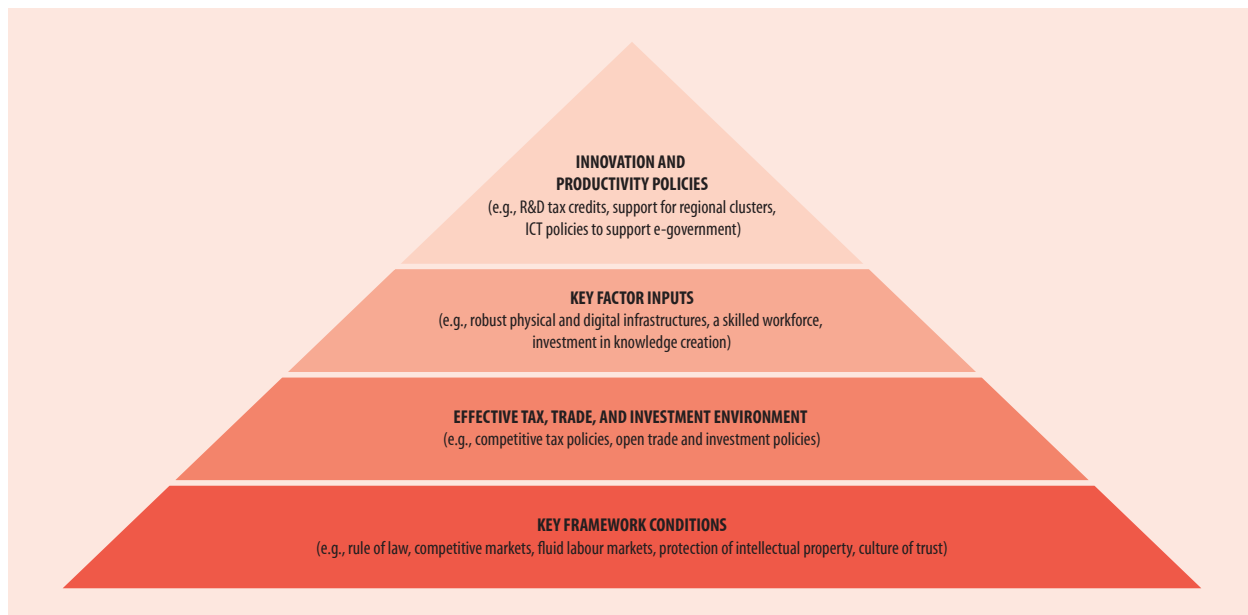 INNOVATION AND
PRODUCTIVITY POLICIES
(e.g., R&D tax credits, support for regional clusters,
ICT policies to support e-government)
KEY FACTOR INPUTS
(e.g., robust physical and digital infrastructures, a skilled workforce,
investment in knowledge creation)
EFFECTIVE TAX, TRADE, AND INVESTMENT ENVIRONMENT
(e.g., competitive tax policies, open trade and investment policies)
KEY FRAMEWORK CONDITIONS
(e.g., rule of law, competitive markets, fluid labour markets, protection of intellectual property, culture of trust)